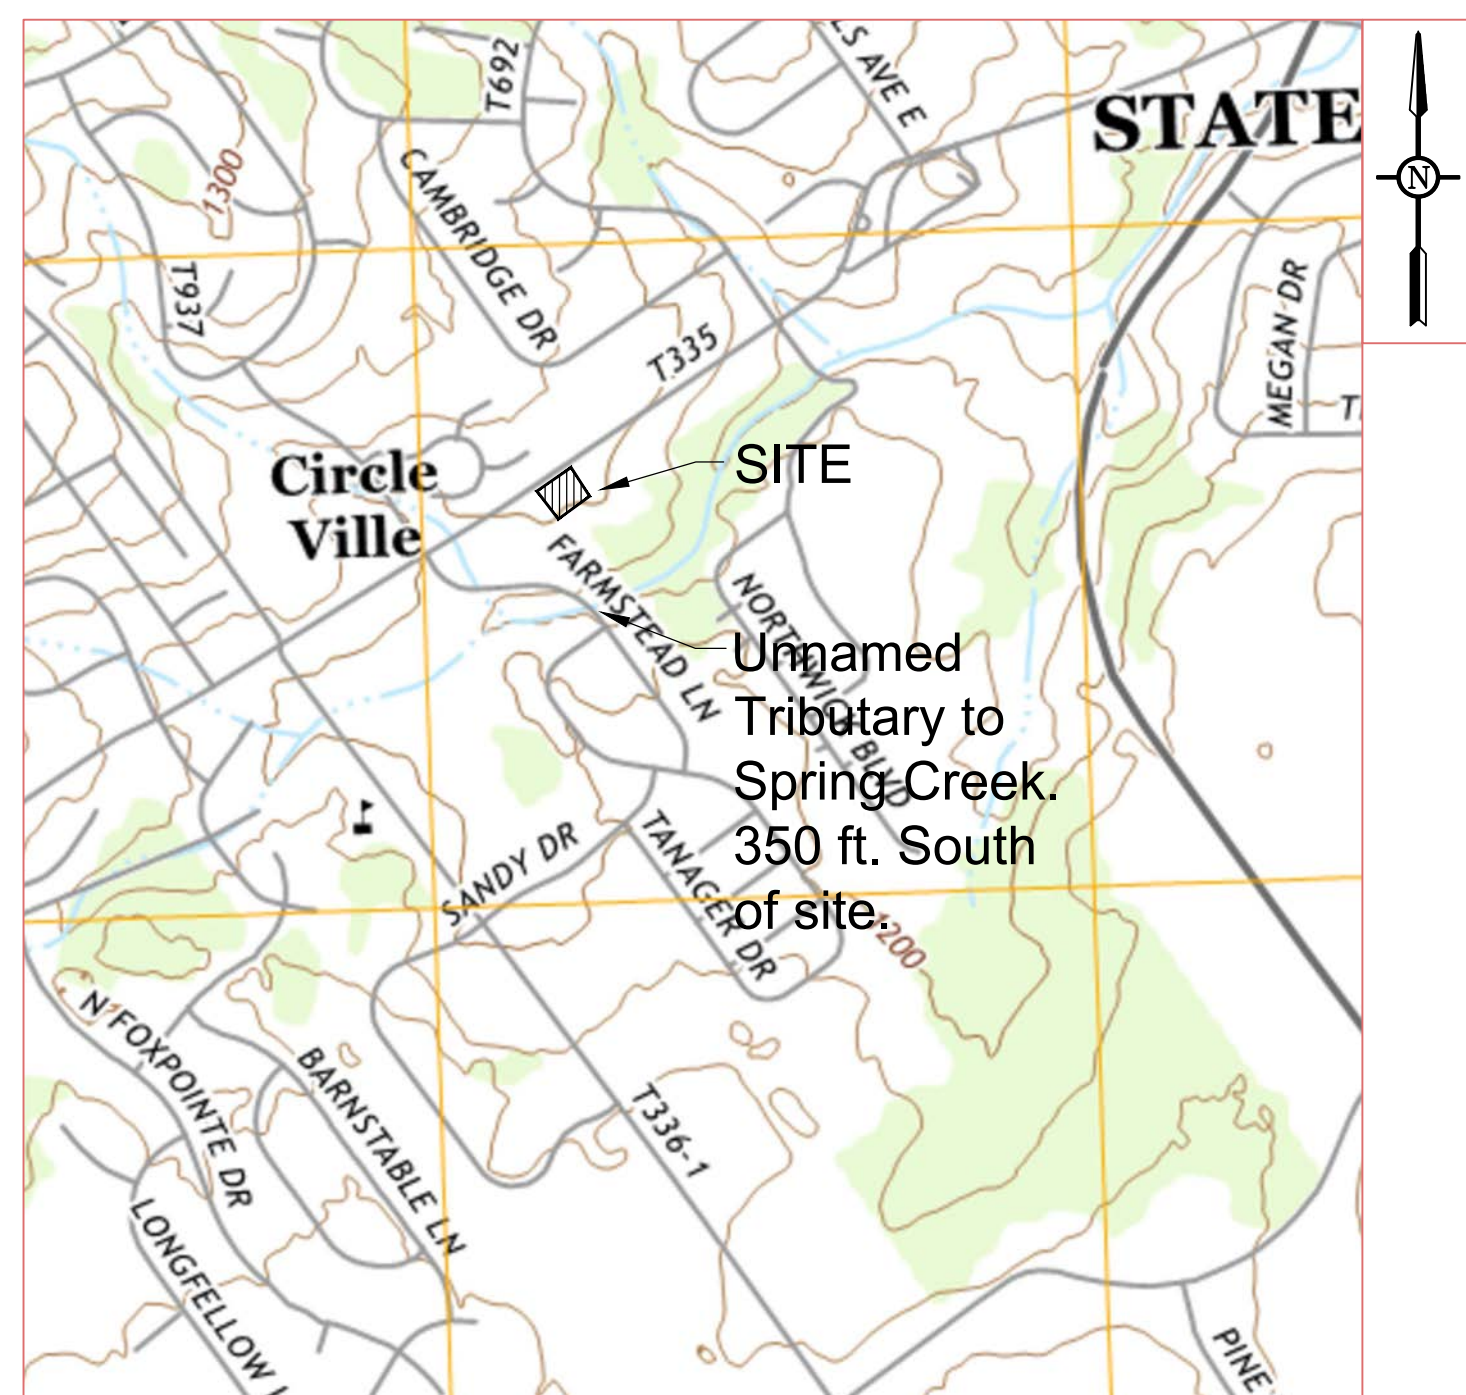 T692
LS AVE E
STATE
N
1300
CAMBRIDGE DR
T937
MEGAN DR
T335
Circle
Ville
SITE
FARMSTEAD LN
NORTHWICK BLVD
Unnamed
Tributary to
Spring Creek.
350 ft. South
of site.
SANDY DR
TANAGER DR
1200
N FOXPOINTE DR
BARNSTABLE LN
T336-1
LONGFELLOW
PINE